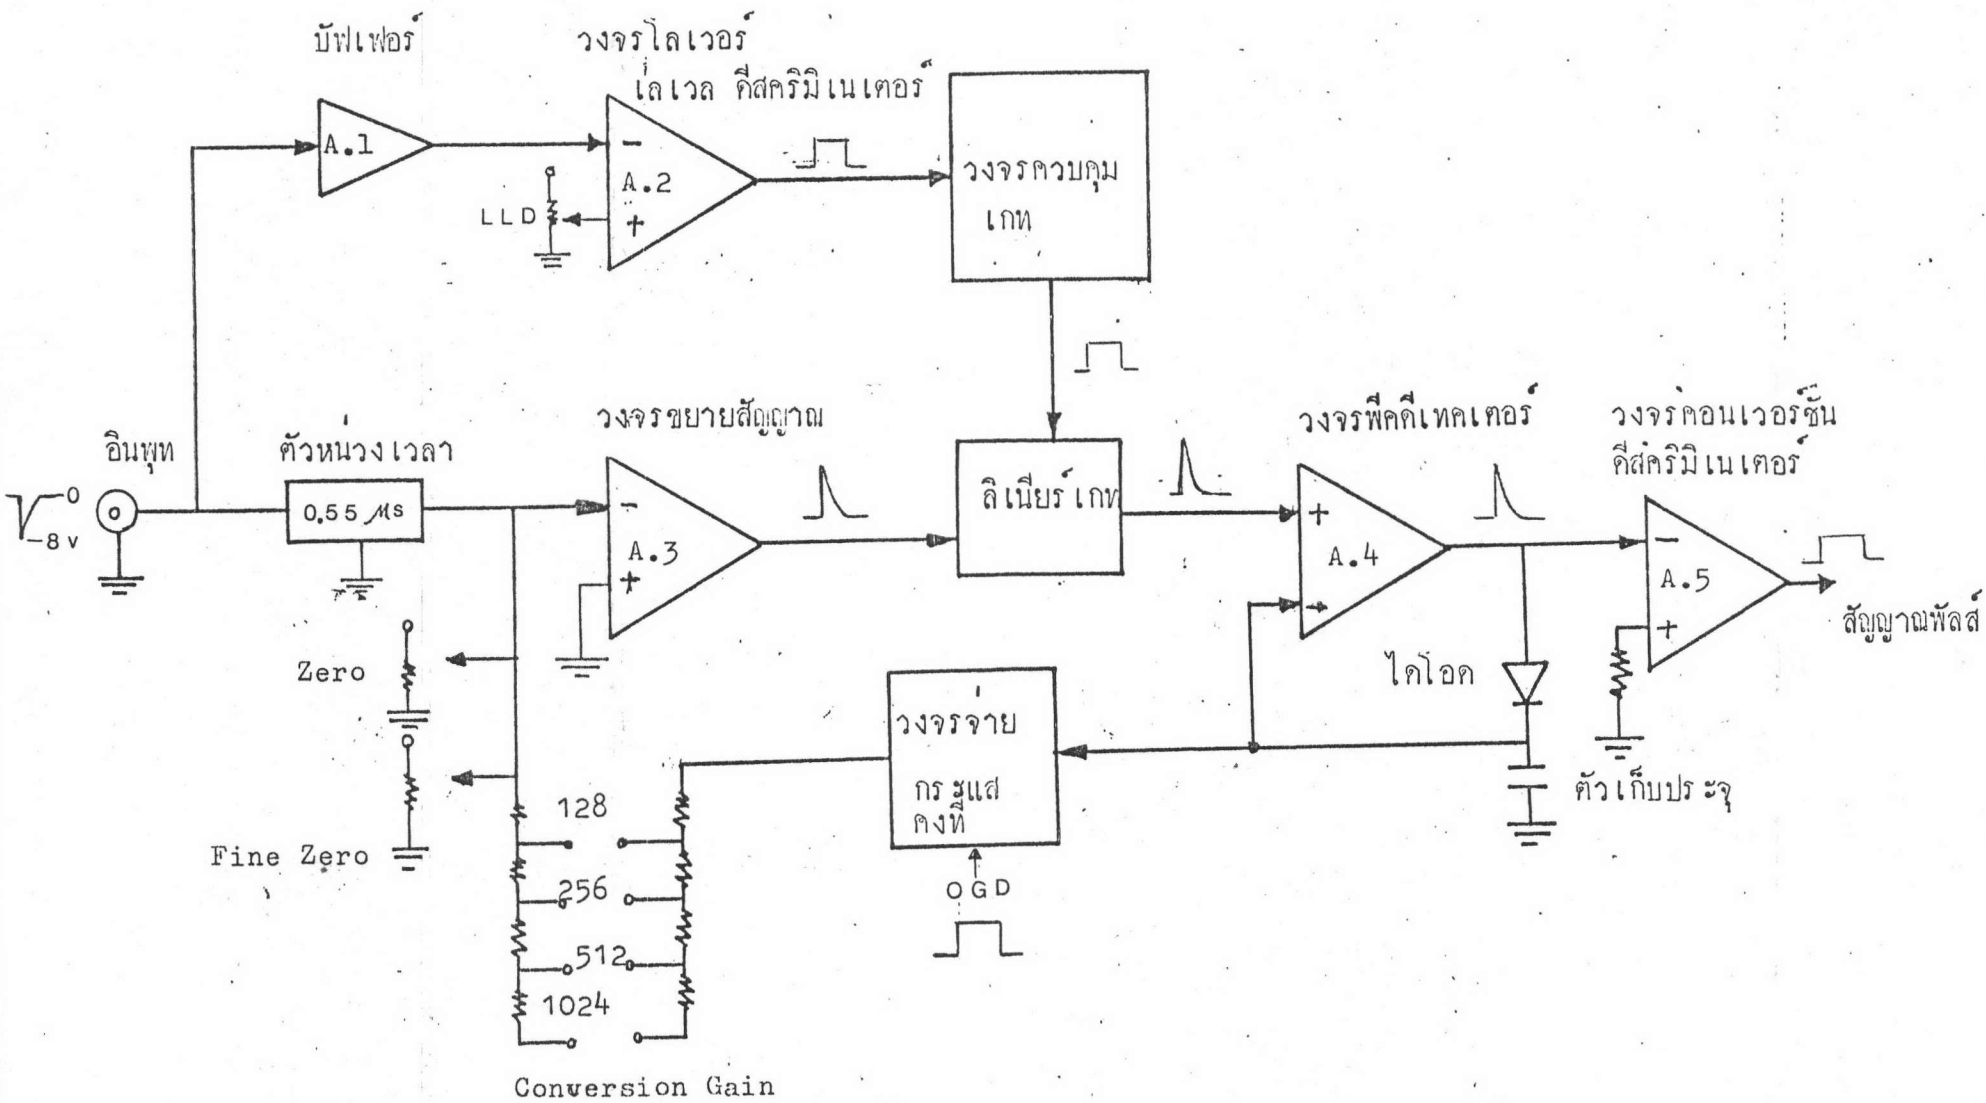 บัฟเฟอร์
วงจรโลเวอร์
เลเวล ดีสคริมิเนเตอร์
A.1
A.2
−
+
LLD
วงจรควบคุม
เกท
อินพุท
0
-8v
ตัวหน่วงเวลา
0.55 μs
วงจรขยายสัญญาณ
−
A.3
+
ลิเนียร์เกท
วงจรพีคดีเทคเตอร์
+
A.4
วงจรคอนเวอร์ชั่น
ดีสคริมิเนเตอร์
−
A.5
+
สัญญาณพัลส์
Zero
Fine Zero
128
256
512
1024
Conversion Gain
วงจรจ่าย
กระแส
คงที่
OGD
ไดโอด
ตัวเก็บประจุ